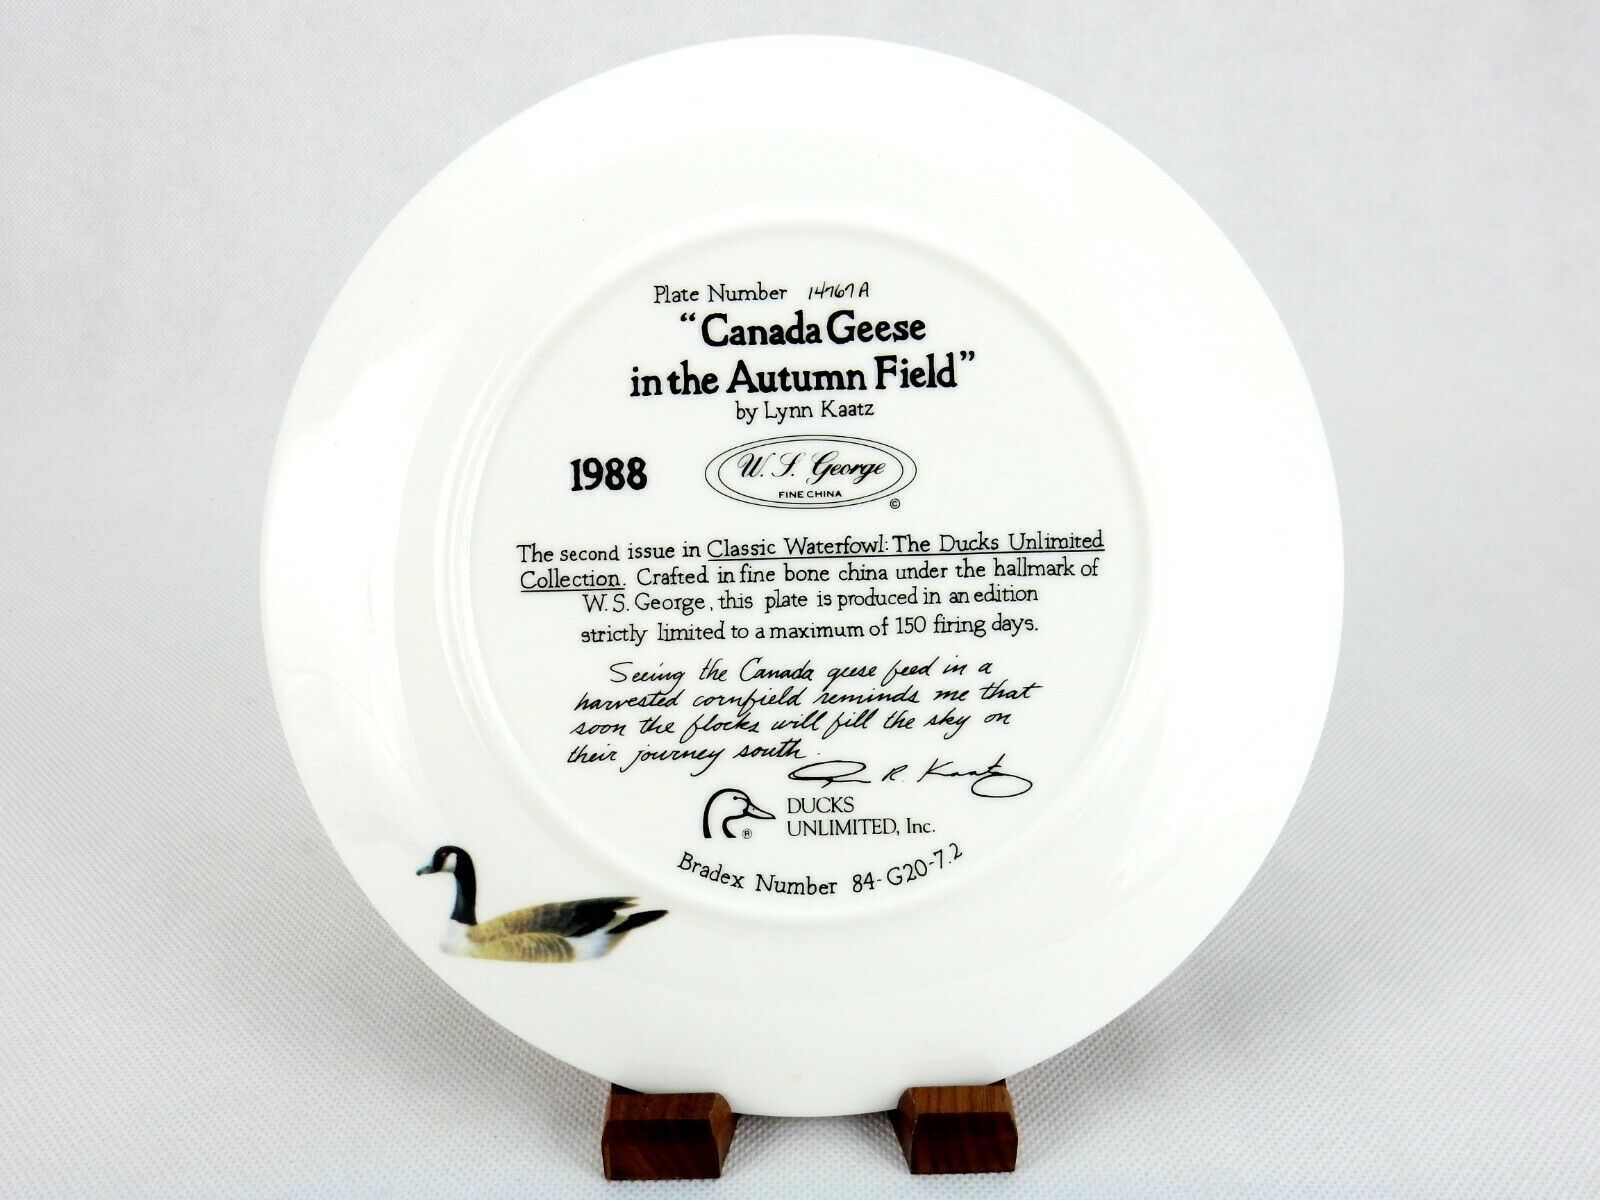 Plate Number 14767A
"Canada Geese
in the Autumn Field"
by Lynn Kaatz
1988
W. S. George
FINE CHINA
©
The second issue in Classic Waterfowl: The Ducks Unlimited
Collection. Crafted in fine bone china under the hallmark of
W. S. George, this plate is produced in an edition
strictly limited to a maximum of 150 firing days.
Seeing the Canada geese feed in a
harvested cornfield reminds me that
soon the flocks will fill the sky on
their journey south.
R. Kaatz
DUCKS
® UNLIMITED, Inc.
Bradex Number 84-G20-7.2